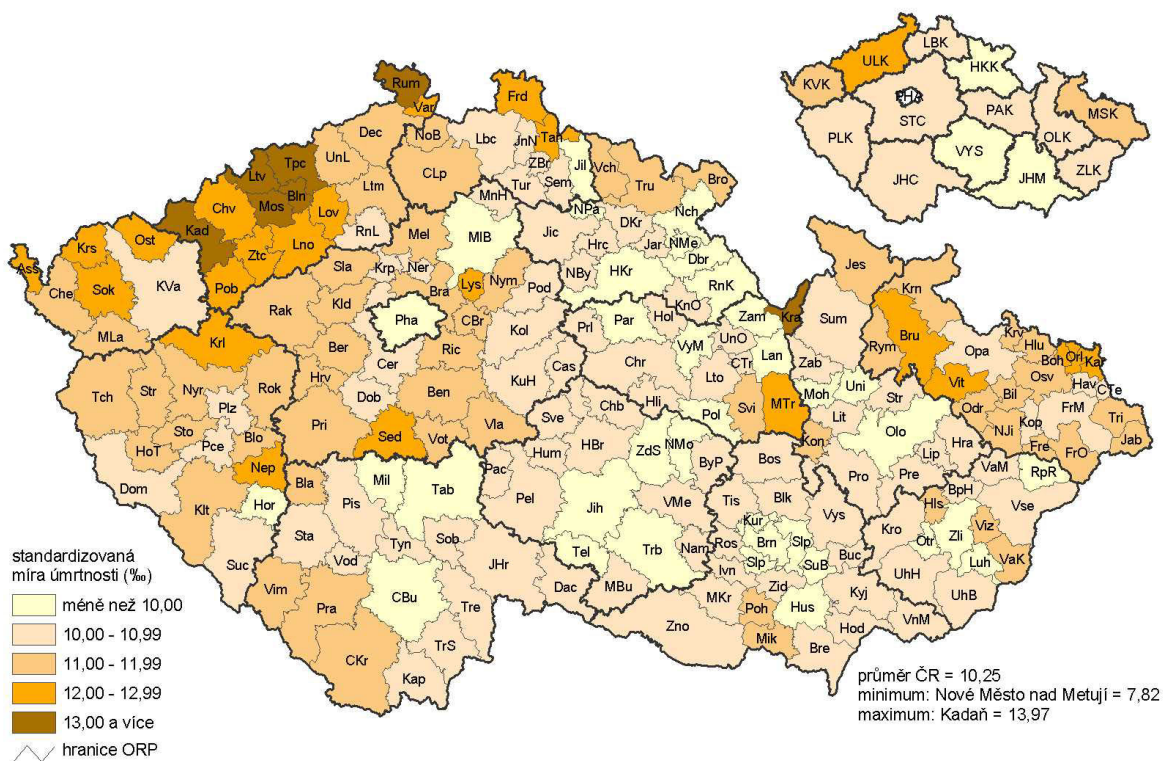 LBK
ULK
HKK
KVK
PHA
STC
PAK
MSK
PLK
OLK
VYS
JHC
JHM
ZLK
Rum
Var
Frd
Dec
NoB
Lbc
JnN
Tan
UnL
CLp
ZBr
Jil
Vch
Tru
Bro
Ltv
Tpc
Bln
Mos
Ltm
Tur
Sem
MnH
NPa
Nch
Kad
Chv
Lov
RnL
MlB
Jic
DKr
Hrc
Jar
NMe
Dbr
Ass
Krs
Ost
Ztc
Lno
Mel
NBy
HKr
RnK
Che
Sok
KVa
Pob
Sla
Krp
Ner
Bra
Lys
Nym
Pod
KnO
MLa
Krl
Rak
Kld
Pha
CBr
Kol
Prl
Par
Hol
Zam
Kra
Sum
Jes
Krn
Tch
Str
Nyr
Rok
Ber
Cer
Ric
KuH
Cas
Chr
VyM
UnO
CTr
Lan
Zab
Rym
Bru
Opa
Krv
Hlu
Boh
Orl
Kar
Plz
Hrv
Dob
Ben
Hli
Lto
MTr
Moh
Uni
Str
Vit
Osv
Bil
Hav
CTe
HoT
Sto
Pce
Blo
Pri
Sed
Vot
Vla
Sve
Chb
Pol
Svi
Kon
Lit
Olo
Odr
NJi
Kop
Fre
FrM
FrO
Tri
Jab
Dom
Nep
Klt
Hor
Bla
Mil
Tab
Pac
Hum
HBr
ZdS
NMo
ByP
Bos
Pro
Pre
Lip
Hra
VaM
RpR
Pis
Pel
Jih
VMe
Tis
Blk
Vys
BpH
Vse
Suc
Sta
Vod
Tyn
Sob
JHr
Tel
Trb
Nam
Ros
Kur
Brn
Slp
Slp
SuB
Buc
Kro
Hls
Otr
Zli
Viz
VaK
Luh
Vim
Pra
CBu
Tre
Dac
MBu
MKr
Ivn
Zid
Kyj
UhH
UhB
CKr
TrS
Kap
Zno
Poh
Mik
Hus
Bre
Hod
VnM
standardizovaná
míra úmrtnosti (‰)
méně než 10,00
10,00 - 10,99
11,00 - 11,99
12,00 - 12,99
13,00 a více
hranice ORP
průměr ČR = 10,25
minimum: Nové Město nad Metují = 7,82
maximum: Kadaň = 13,97